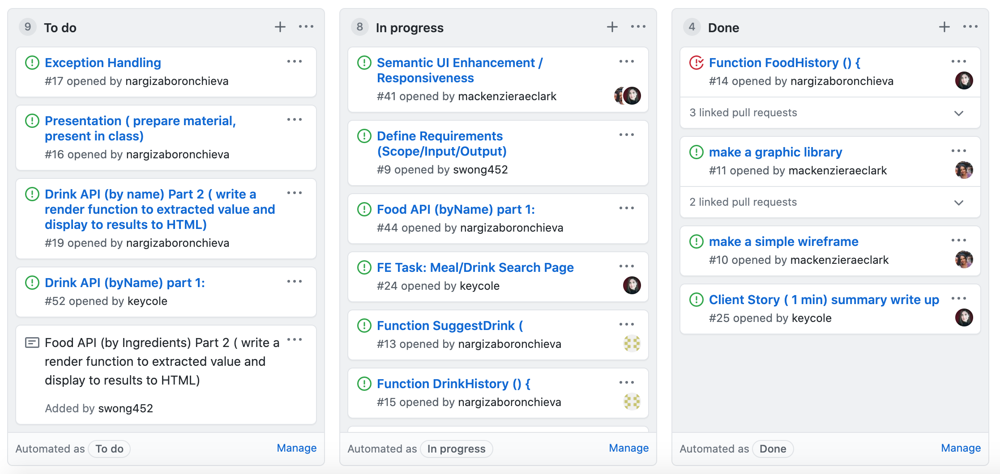 9 To do
Exception Handling
#17 opened by nargizaboronchieva
Presentation ( prepare material,
present in class)
#16 opened by nargizaboronchieva
Drink API (by name) Part 2 ( write a
render function to extracted value and
display to results to HTML)
#19 opened by nargizaboronchieva
Drink API (byName) part 1:
#52 opened by keycole
Food API (by Ingredients) Part 2 ( write a
render function to extracted value and
display to results to HTML)
Added by swong452
Automated as To do Manage
8 In progress
Semantic UI Enhancement /
Responsiveness
#41 opened by mackenzieraeclark
Define Requirements
(Scope/Input/Output)
#9 opened by swong452
Food API (byName) part 1:
#44 opened by nargizaboronchieva
FE Task: Meal/Drink Search Page
#24 opened by keycole
Function SuggestDrink (
#13 opened by nargizaboronchieva
Function DrinkHistory () {
#15 opened by nargizaboronchieva
Automated as In progress Manage
4 Done
Function FoodHistory () {
#14 opened by nargizaboronchieva
3 linked pull requests
make a graphic library
#11 opened by mackenzieraeclark
2 linked pull requests
make a simple wireframe
#10 opened by mackenzieraeclark
Client Story ( 1 min) summary write up
#25 opened by keycole
Automated as Done Manage